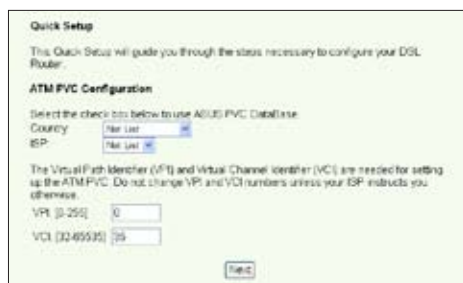 Quick Setup
This Quick Setup will guide you through the steps necessary to configure your DSL
Router.
ATM PVC Configuration
Select the check box below to use ASUS PVC DataBase
Country Not List
ISP Not List
The Virtual Path Identifier (VPI) and Virtual Channel Identifier (VCI) are needed for setting
up the ATM PVC. Do not change VPI and VCI numbers unless your ISP instructs you
otherwise.
VPI: [0-255] 0
VCI: [32-65535] 35
Next